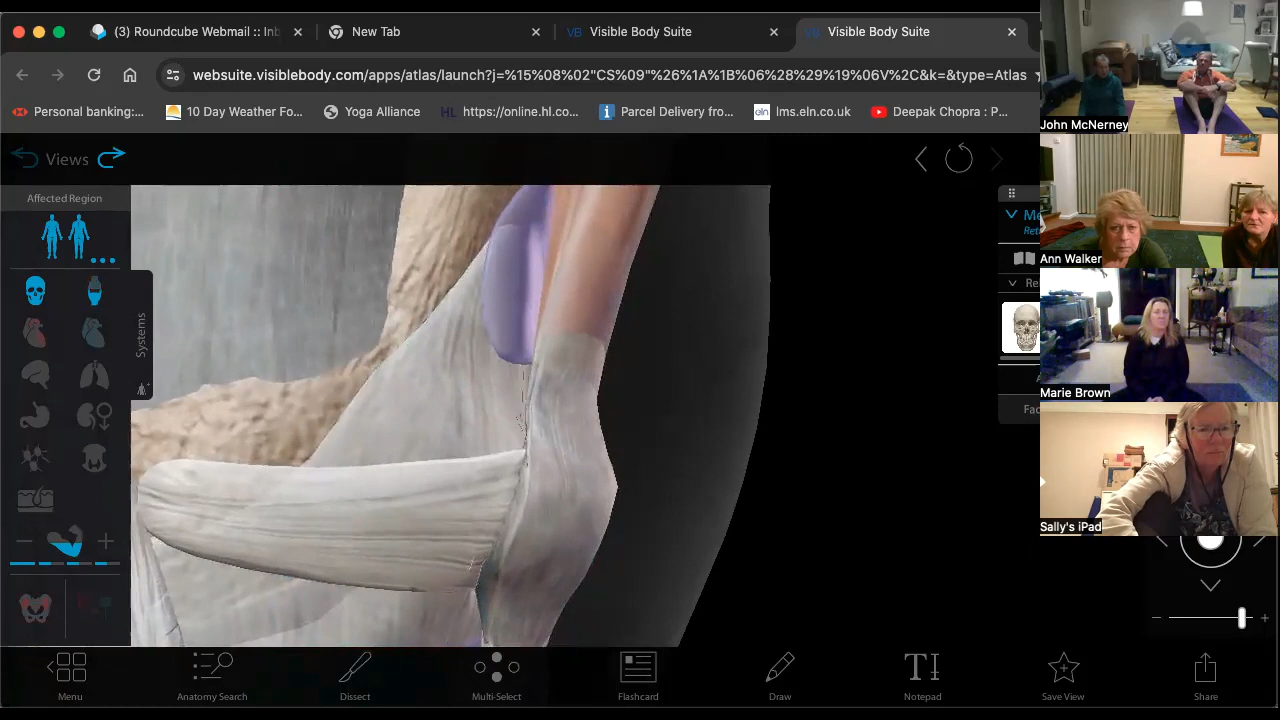 (3) Roundcube Webmail :: Inb
New Tab
Visible Body Suite
Visible Body Suite
websuite.visiblebody.com/apps/atlas/launch?j=%15%08%02"CS%09"%26%1A%1B%06%28%29%19%06V%2C&k=&type=Atlas
Personal banking:...
10 Day Weather Fo...
Yoga Alliance
HL https://online.hl.co...
Parcel Delivery fro...
eln lms.eln.co.uk
Deepak Chopra : P...
Views
Affected Region
Systems
Me
Re
John McNerney
Ann Walker
Marie Brown
Sally's iPad
Menu
Anatomy Search
Dissect
Multi-Select
Flashcard
Draw
Notepad
Save View
Share